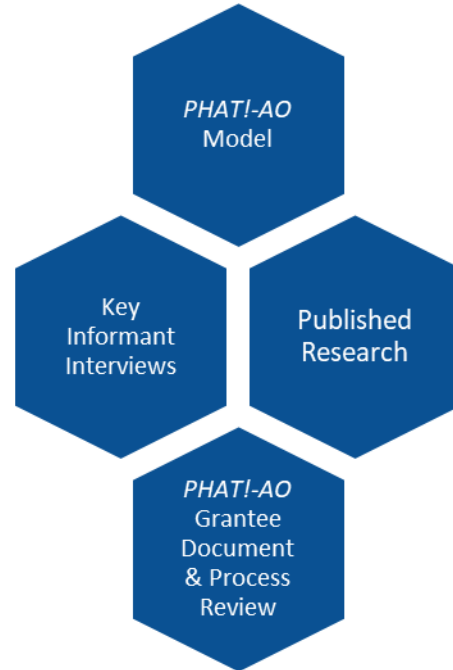 PHAT!-AO
Model
Key
Informant
Interviews
Published
Research
PHAT!-AO
Grantee
Document
& Process
Review